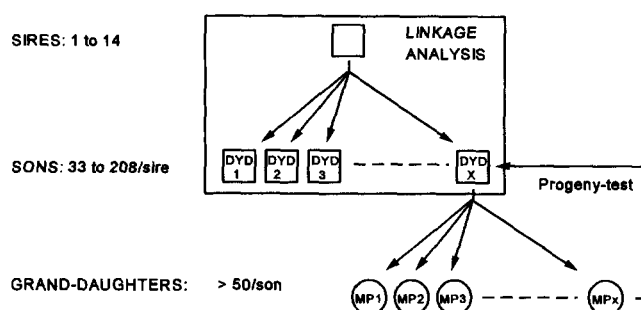 SIRES: 1 to 14
LINKAGE
ANALYSIS
SONS: 33 to 208/sire
DYD
1
DYD
2
DYD
3
DYD
X
Progeny-test
GRAND-DAUGHTERS: > 50/son
MP1
MP2
MP3
MPx